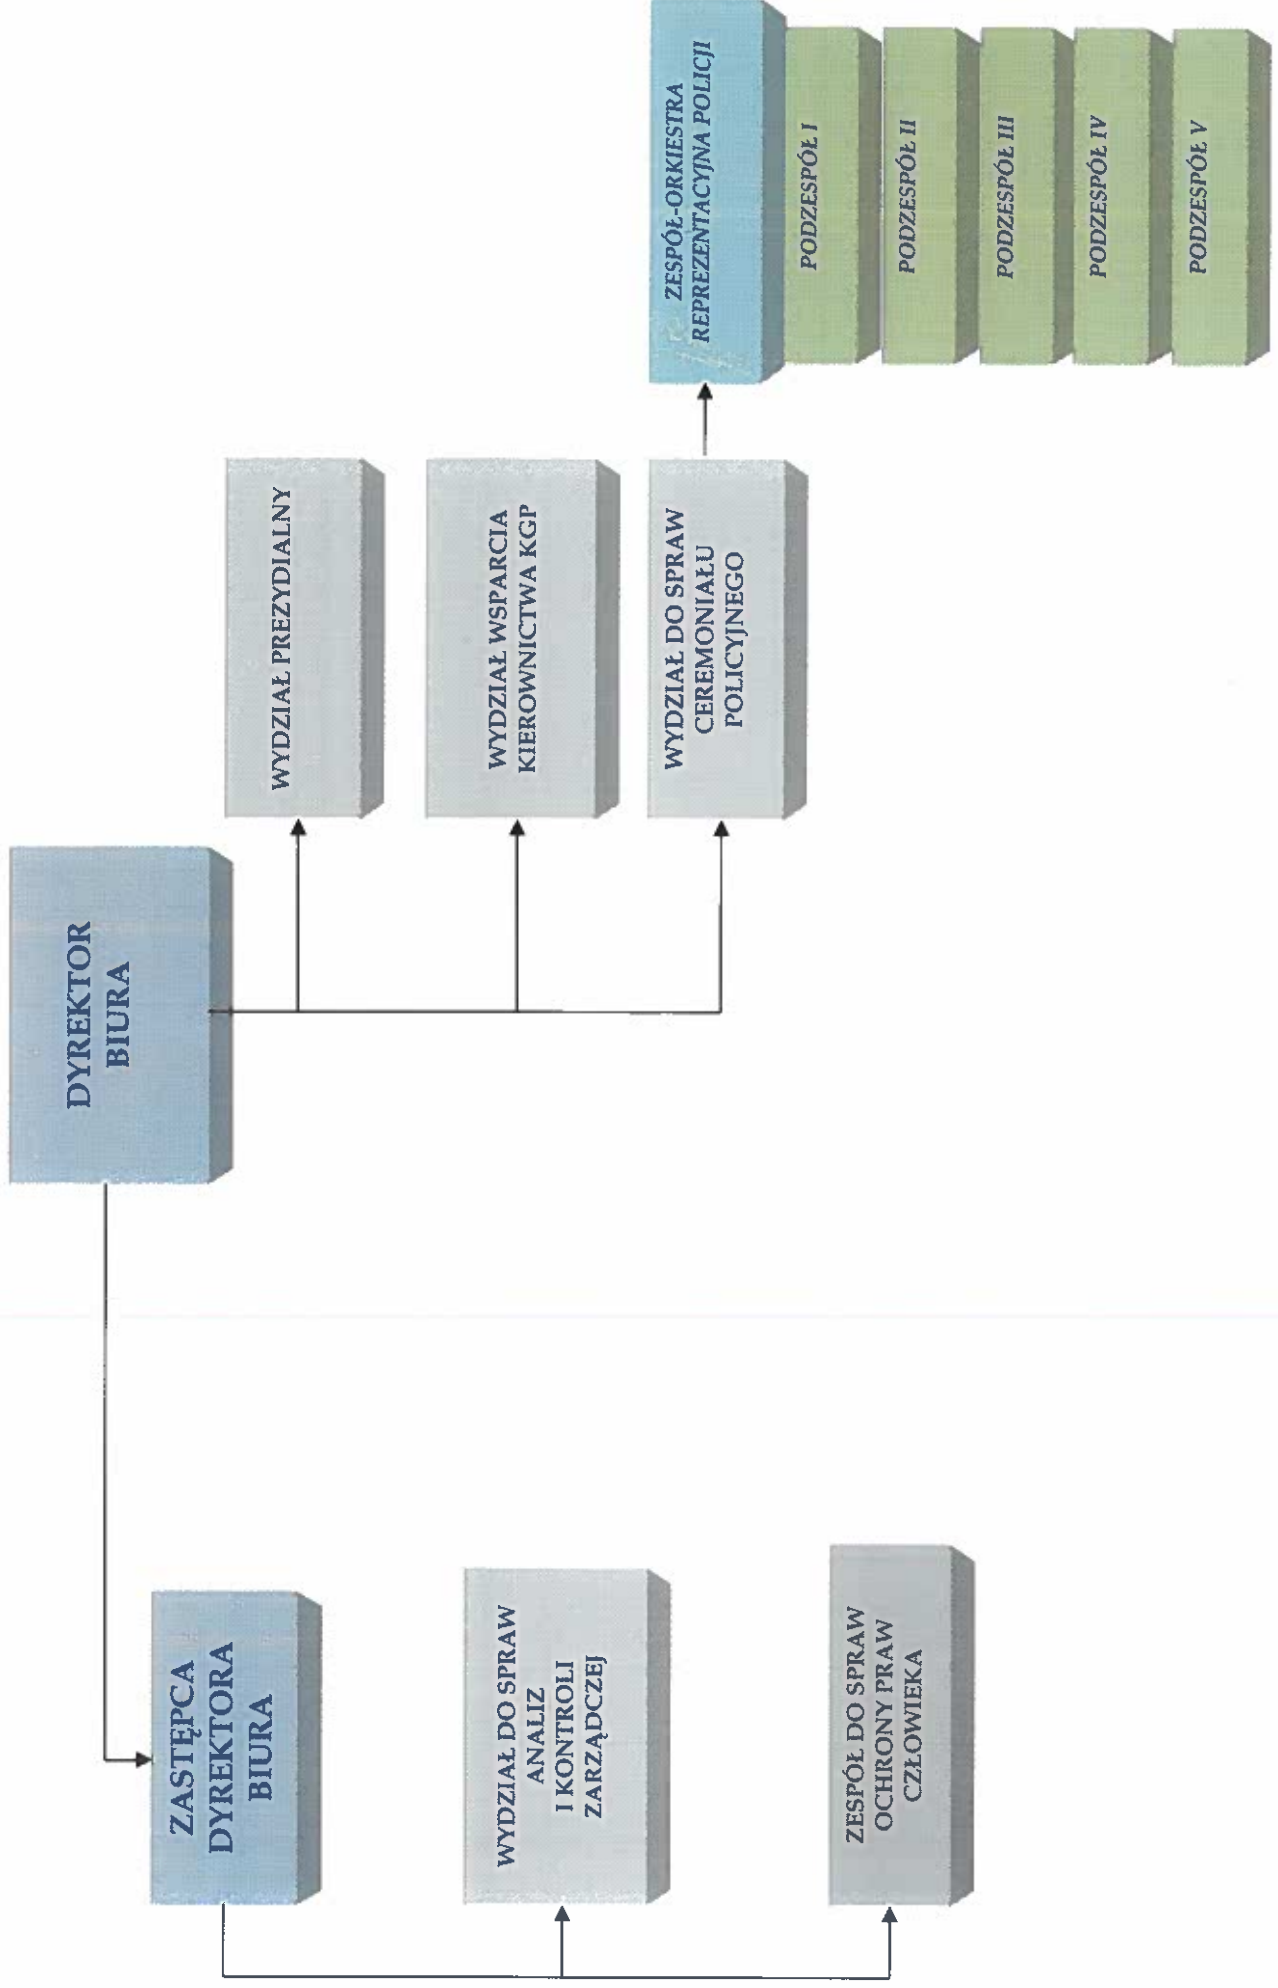 DYREKTOR
BIURA
ZASTĘPCA
DYREKTORA
BIURA
WYDZIAŁ DO SPRAW
ANALIZ
I KONTROLI
ZARZĄDCZEJ
ZESPÓŁ DO SPRAW
OCHRONY PRAW
CZŁOWIEKA
WYDZIAŁ PREZYDIALNY
WYDZIAŁ WSPARCIA
KIEROWNICTWA KGP
WYDZIAŁ DO SPRAW
CEREMONIAŁU
POLICYJNEGO
ZESPÓŁ-ORKIESTRA
REPREZENTACYJNA POLICJI
PODZESPÓŁ I
PODZESPÓŁ II
PODZESPÓŁ III
PODZESPÓŁ IV
PODZESPÓŁ V